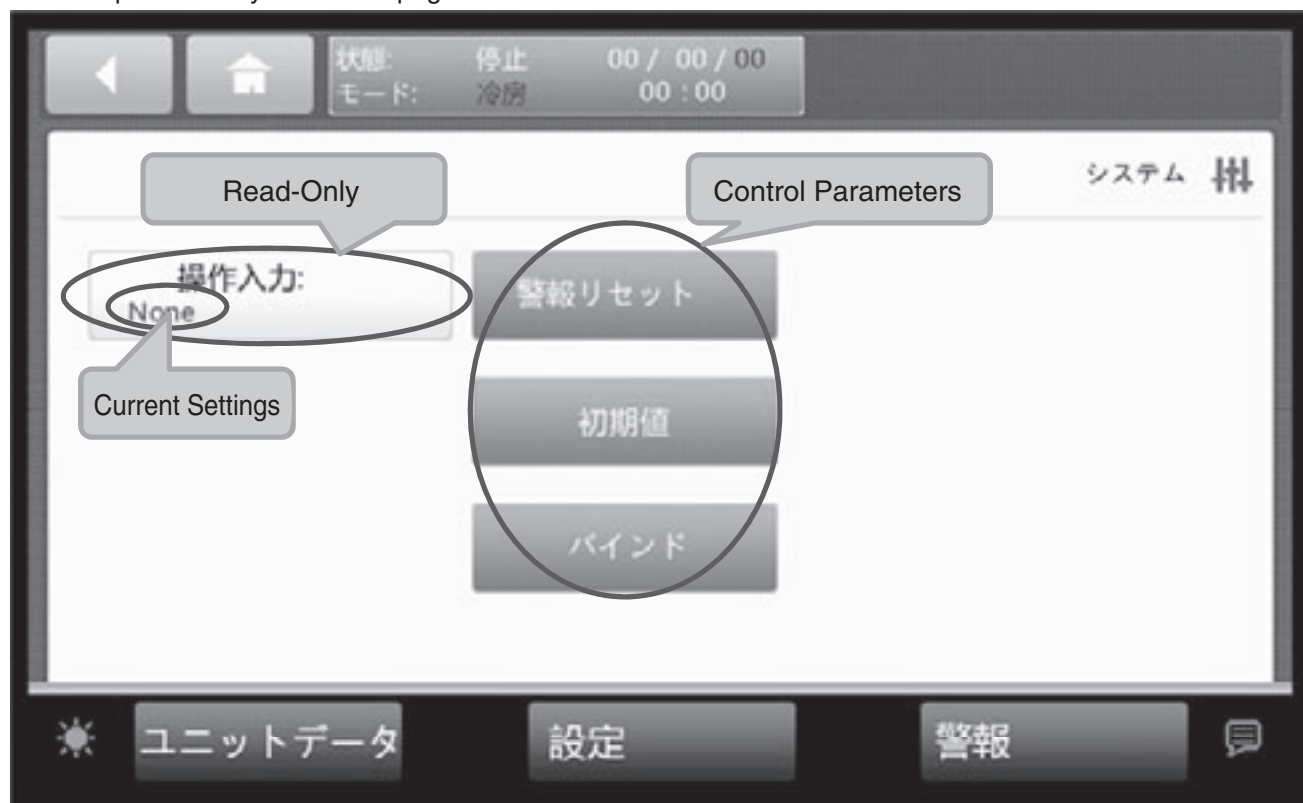 状態: 停止 00 / 00 / 00
モード: 冷房 00 : 00
システム
Read-Only
Control Parameters
操作入力:
None
警報リセット
Current Settings
初期値
バインド
ユニットデータ
設定
警報